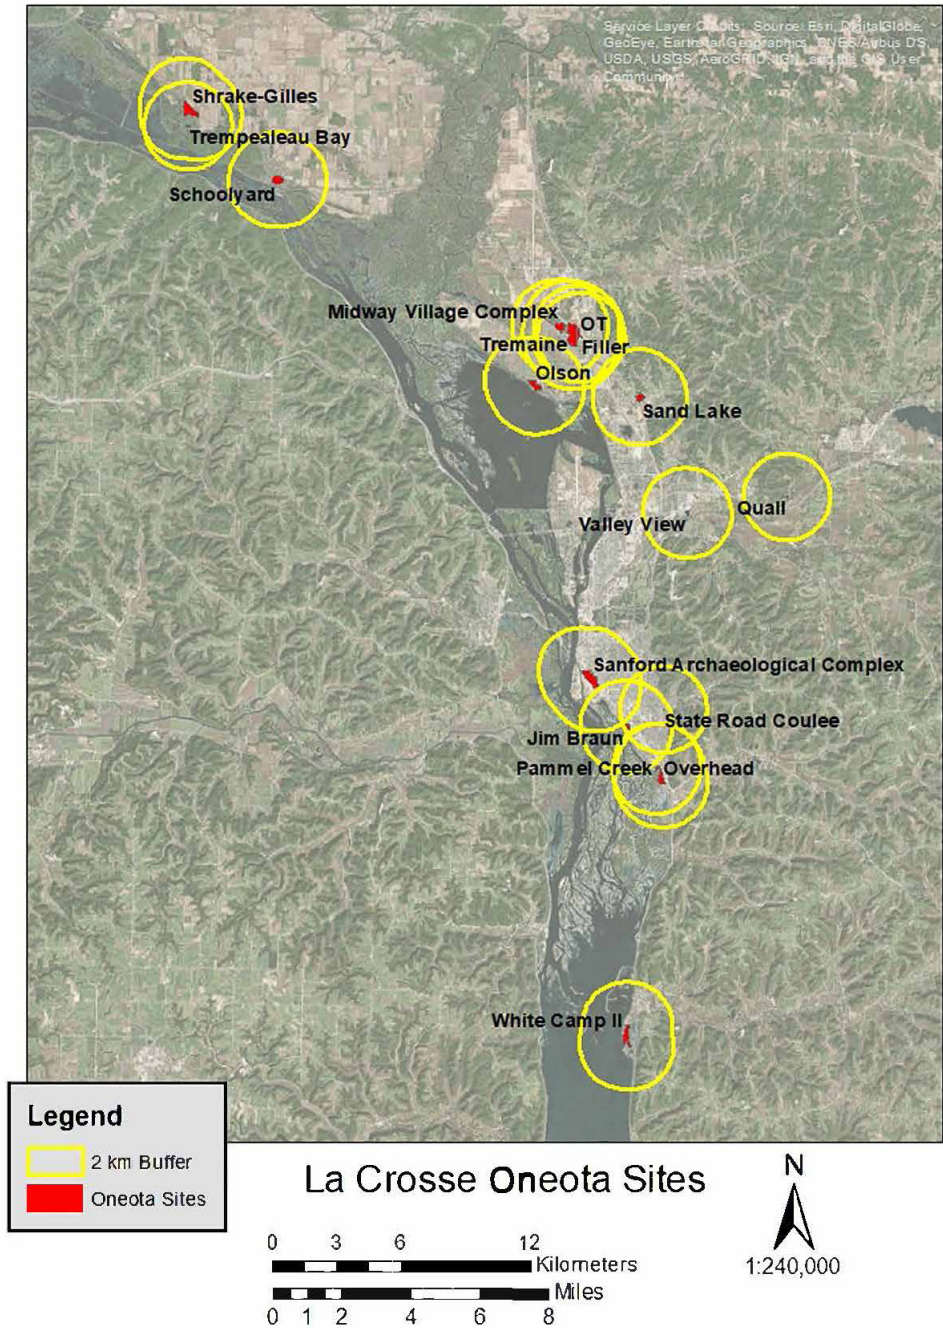 Service Layer Credits: Source: Esri, DigitalGlobe,
GeoEye, Earthstar Geographics, CNES/Airbus DS,
USDA, USGS, AeroGRID, IGN, and the GIS User
Community
Shrake-Gilles
Trempealeau Bay
Schoolyard
Midway Village Complex
OT
Tremaine
Filler
Olson
Sand Lake
Quall
Valley View
Sanford Archaeological Complex
State Road Coulee
Jim Braun
Pammel Creek
Overhead
White Camp II
Legend
2 km Buffer
Oneota Sites
La Crosse Oneota Sites
N
1:240,000
0 3 6 12
Kilometers
Miles
0 1 2 4 6 8